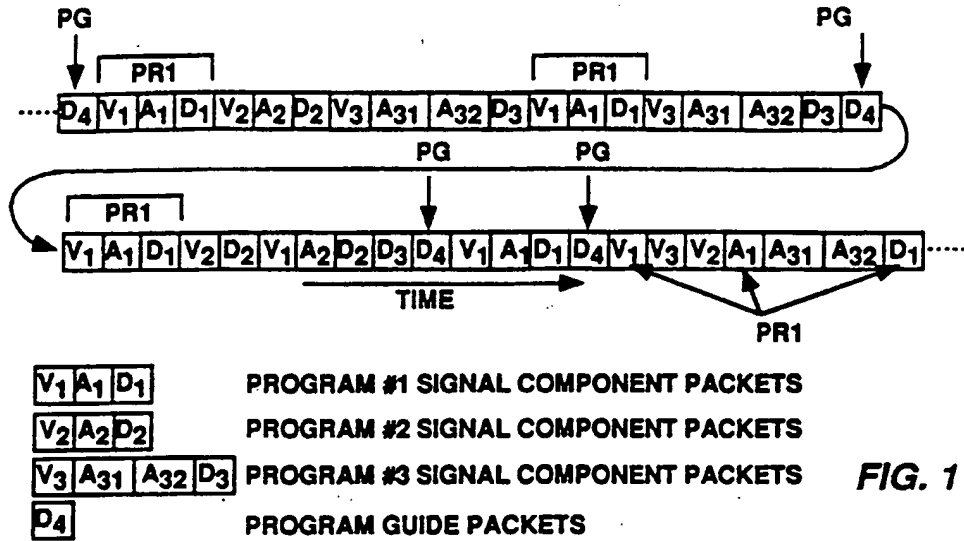 PG PG
PR1 PR1
D4 V1 A1 D1 V2 A2 D2 V3 A31 A32 D3 V1 A1 D1 V3 A31 A32 D3 D4
PG PG
PR1
V1 A1 D1 V2 D2 V1 A2 D2 D3 D4 V1 A1 D1 D4 V1 V3 V2 A1 A31 A32 D1
TIME
PR1
V1 A1 D1 PROGRAM #1 SIGNAL COMPONENT PACKETS
V2 A2 D2 PROGRAM #2 SIGNAL COMPONENT PACKETS
V3 A31 A32 D3 PROGRAM #3 SIGNAL COMPONENT PACKETS
FIG. 1
D4 PROGRAM GUIDE PACKETS